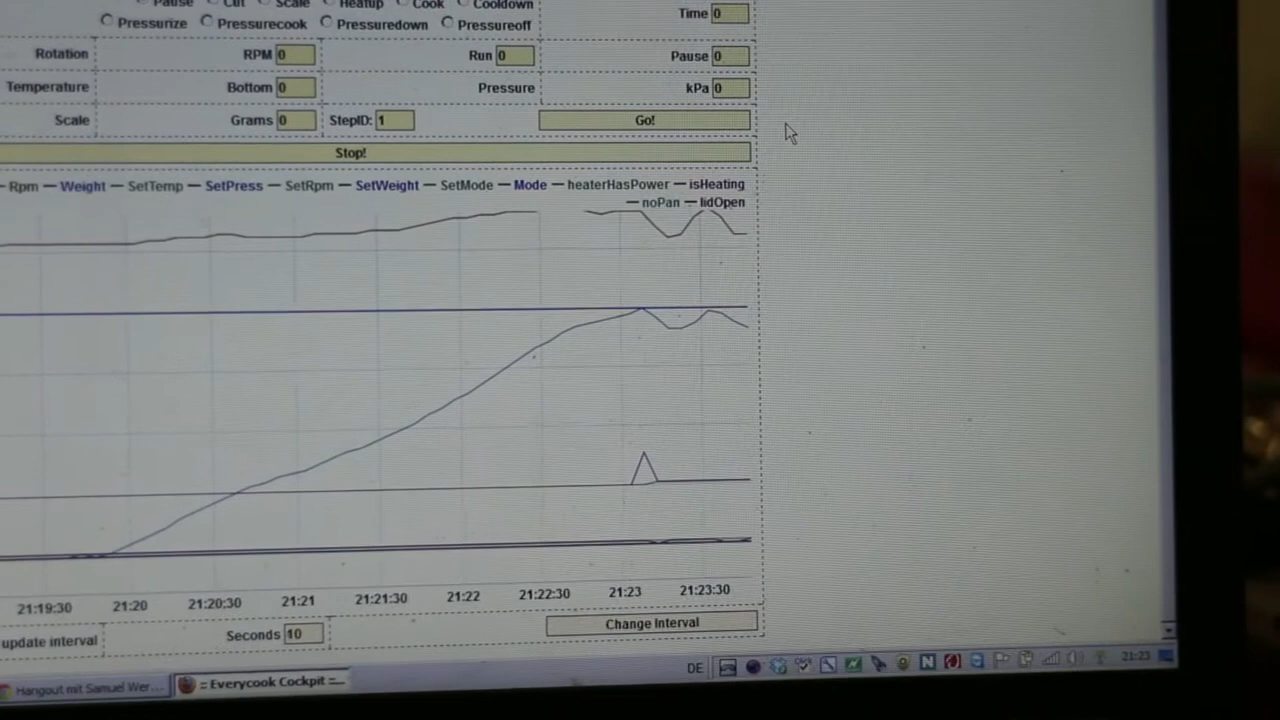 Pause Cut Scale Heatup Cook Cooldown
Pressurize Pressurecook Pressuredown Pressureoff Time 0
Rotation RPM 0 Run 0 Pause 0
Temperature Bottom 0 Pressure kPa 0
Scale Grams 0 StepID: 1 Go!
Stop!
Rpm Weight SetTemp SetPress SetRpm SetWeight SetMode Mode heaterHasPower isHeating
noPan lidOpen
21:19:30 21:20 21:20:30 21:21 21:21:30 21:22 21:22:30 21:23 21:23:30
update interval Seconds 10 Change Interval
Hangout mit Samuel Wer... :: Everycook Cockpit ::... DE 21:23